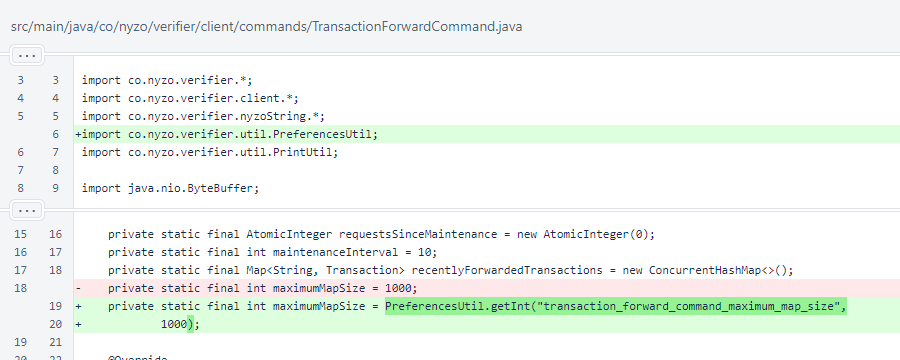 src/main/java/co/nyzo/verifier/client/commands/TransactionForwardCommand.java
...
3 3 import co.nyzo.verifier.*;
4 4 import co.nyzo.verifier.client.*;
5 5 import co.nyzo.verifier.nyzoString.*;
6 +import co.nyzo.verifier.util.PreferencesUtil;
6 7 import co.nyzo.verifier.util.PrintUtil;
7 8
8 9 import java.nio.ByteBuffer;
...
15 16 private static final AtomicInteger requestsSinceMaintenance = new AtomicInteger(0);
16 17 private static final int maintenanceInterval = 10;
17 18 private static final Map<String, Transaction> recentlyForwardedTransactions = new ConcurrentHashMap<>();
18 - private static final int maximumMapSize = 1000;
19 + private static final int maximumMapSize = PreferencesUtil.getInt("transaction_forward_command_maximum_map_size",
20 + 1000);
19 21
20 22 @Override